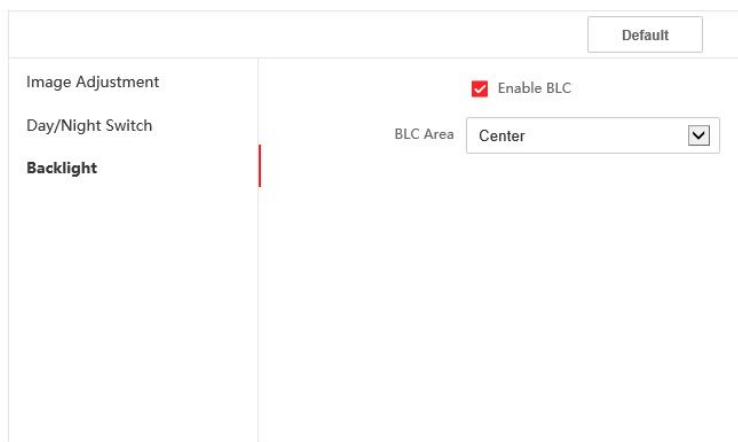 Default
Image Adjustment
Enable BLC
Day/Night Switch
BLC Area Center
Backlight